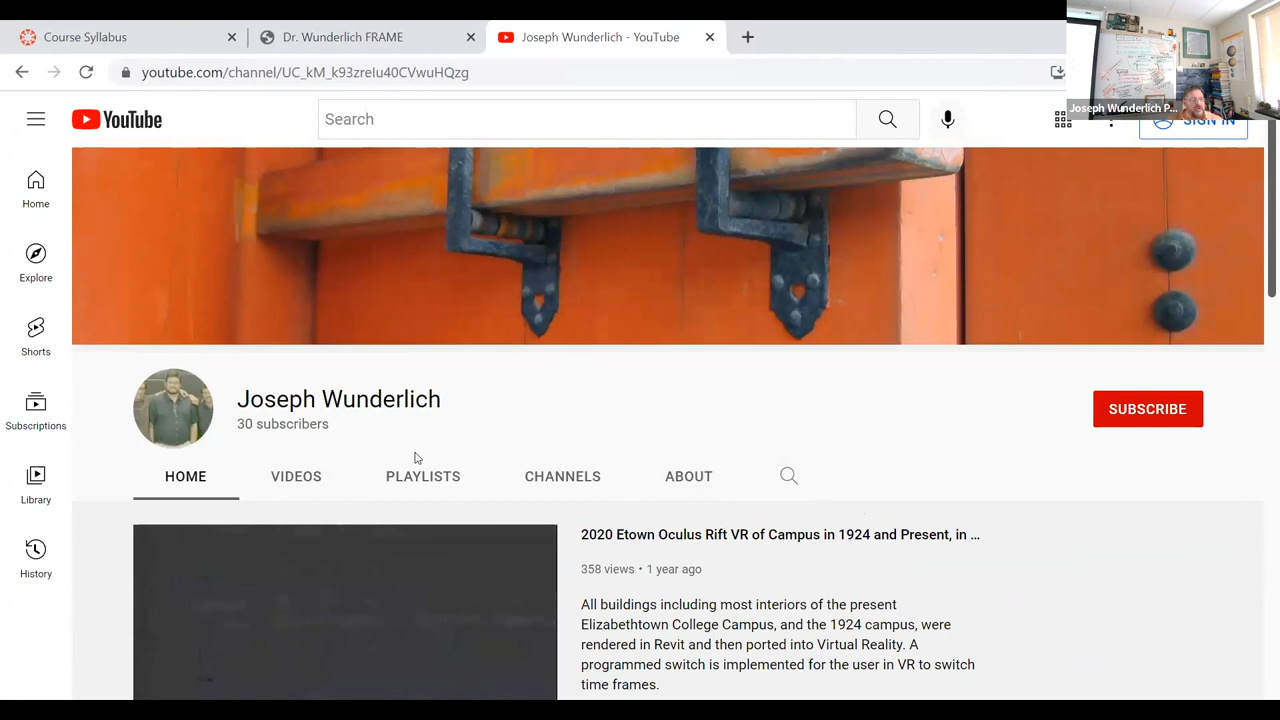 Course Syllabus
Dr. Wunderlich FRAME
Joseph Wunderlich - YouTube
youtube.com/channel/UC_kM_k93zreIu40CVwuHQzg
Joseph Wunderlich P...
YouTube
Search
SIGN IN
Home
Explore
Shorts
Subscriptions
Library
History
Joseph Wunderlich
30 subscribers
SUBSCRIBE
HOME VIDEOS PLAYLISTS CHANNELS ABOUT
2020 Etown Oculus Rift VR of Campus in 1924 and Present, in ...
358 views • 1 year ago
All buildings including most interiors of the present
Elizabethtown College Campus, and the 1924 campus, were
rendered in Revit and then ported into Virtual Reality. A
programmed switch is implemented for the user in VR to switch
time frames.